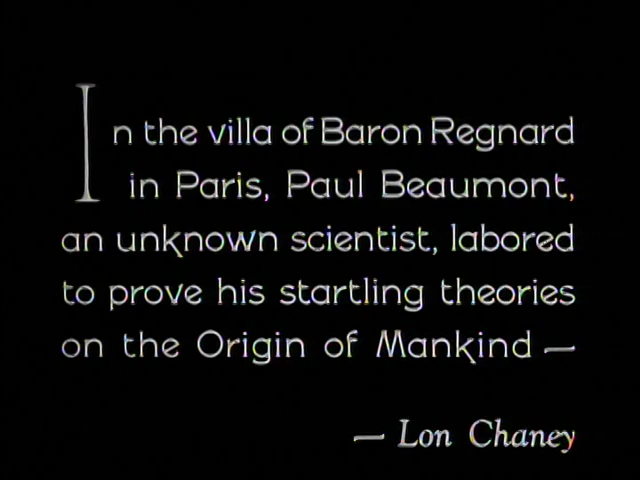 In the villa of Baron Regnard
in Paris, Paul Beaumont,
an unknown scientist, labored
to prove his startling theories
on the Origin of Mankind —
— Lon Chaney